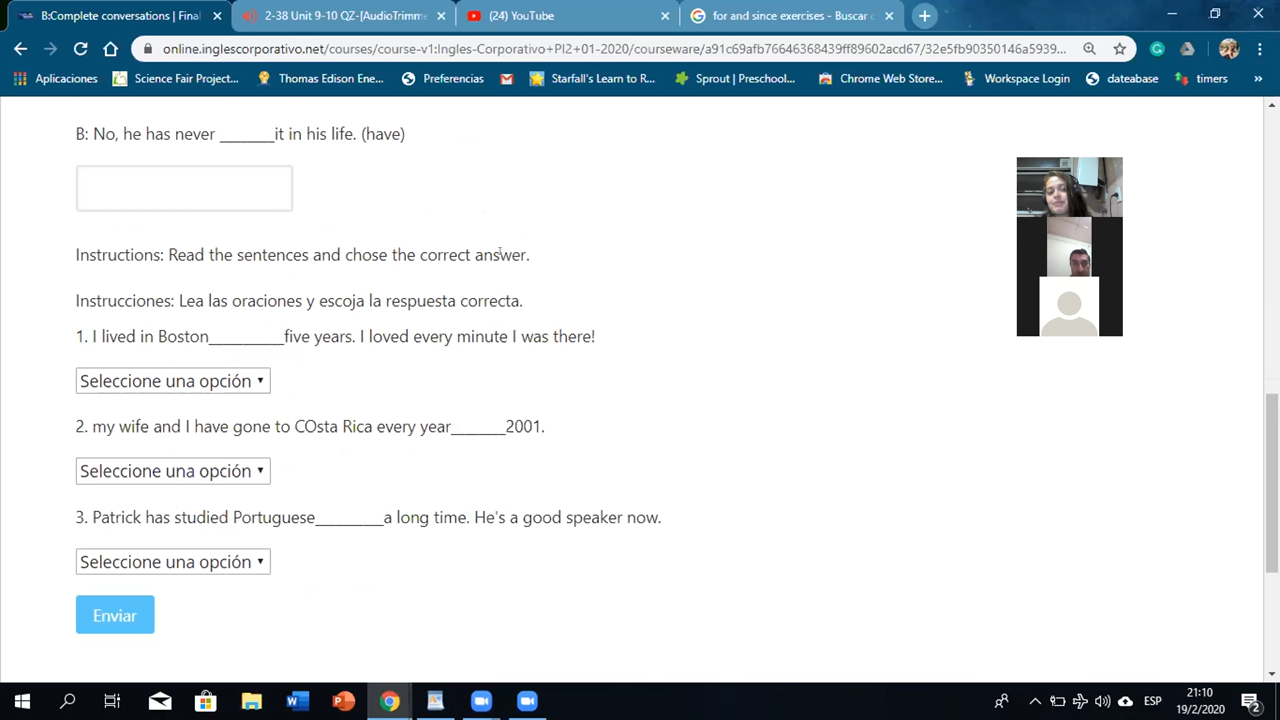 B:Complete conversations | Final
2-38 Unit 9-10 QZ-[AudioTrimme
(24) YouTube
for and since exercises - Buscar c
online.inglescorporativo.net/courses/course-v1:Ingles-Corporativo+PI2+01-2020/courseware/a91c69afb76646368439ff89602acd67/32e5fb90350146a5939...
Aplicaciones
Science Fair Project...
Thomas Edison Ene...
Preferencias
Starfall's Learn to R...
Sprout | Preschool...
Chrome Web Store...
Workspace Login
dateabase
timers
»
B: No, he has never _______it in his life. (have)
Instructions: Read the sentences and chose the correct answer.
Instrucciones: Lea las oraciones y escoja la respuesta correcta.
1. I lived in Boston__________five years. I loved every minute I was there!
Seleccione una opción
2. my wife and I have gone to COsta Rica every year_______2001.
Seleccione una opción
3. Patrick has studied Portuguese_________a long time. He's a good speaker now.
Seleccione una opción
Enviar
ESP
21:10
19/2/2020
2